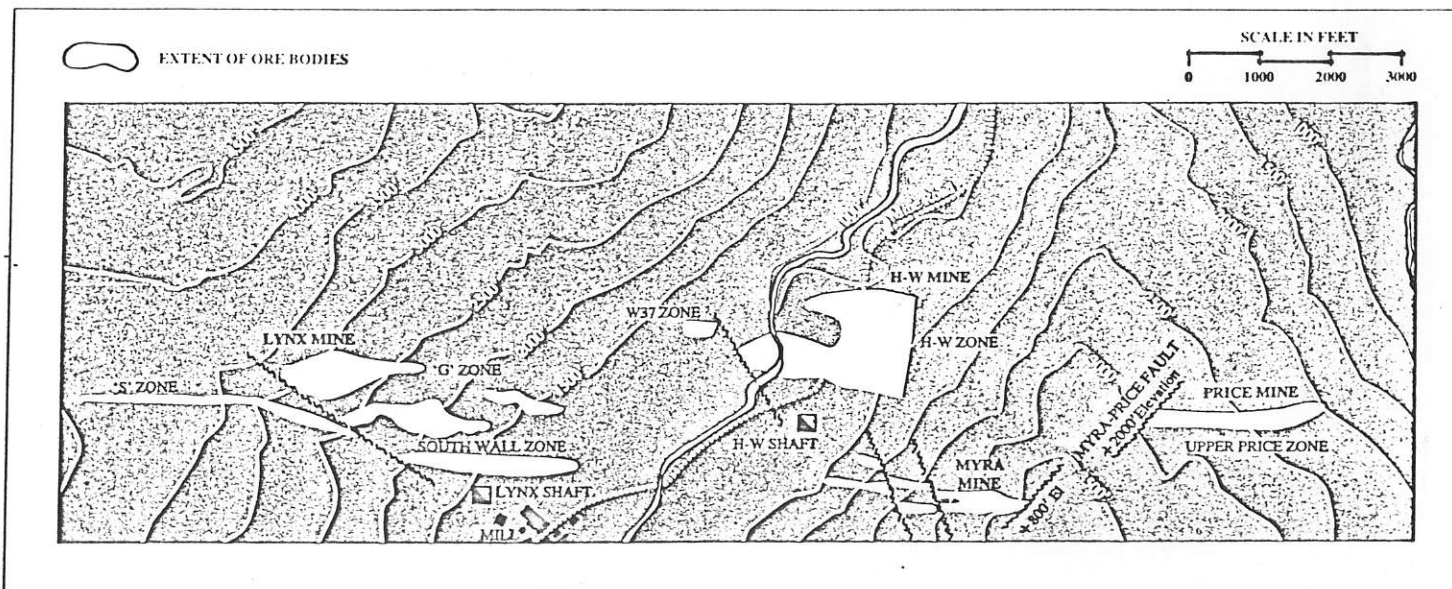 EXTENT OF ORE BODIES
SCALE IN FEET
0 1000 2000 3000
H-W MINE
W37 ZONE
LYNX MINE
H-W ZONE
'S' ZONE
'G' ZONE
MYRA PRICE FAULT
+ 2000' Elevation
PRICE MINE
SOUTH WALL ZONE
H-W SHAFT
UPPER PRICE ZONE
MYRA
MINE
LYNX SHAFT
+ 800' El
MILL